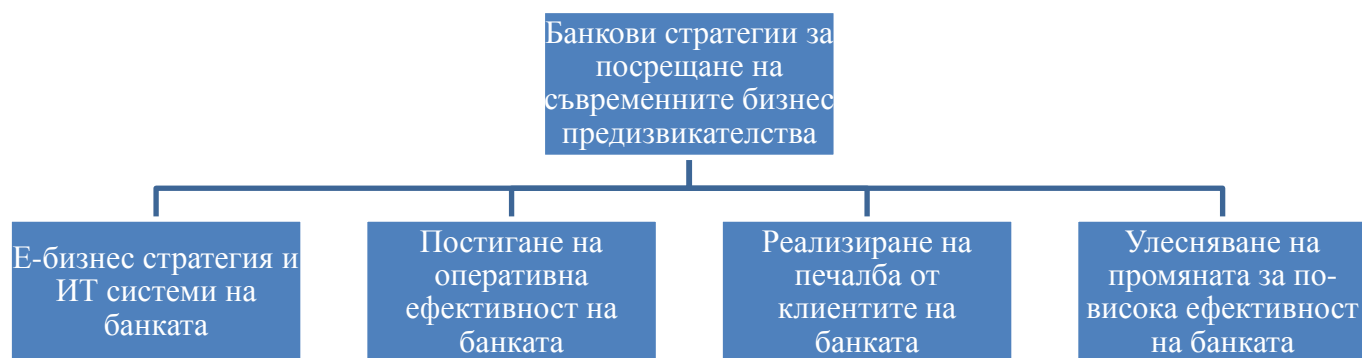 Банкови стратегии за
посрещане на
съвременните бизнес
предизвикателства
Е-бизнес стратегия и
ИТ системи на
банката
Постигане на
оперативна
ефективност на
банката
Реализиране на
печалба от
клиентите на
банката
Улесняване на
промяната за по-
висока ефективност
на банката